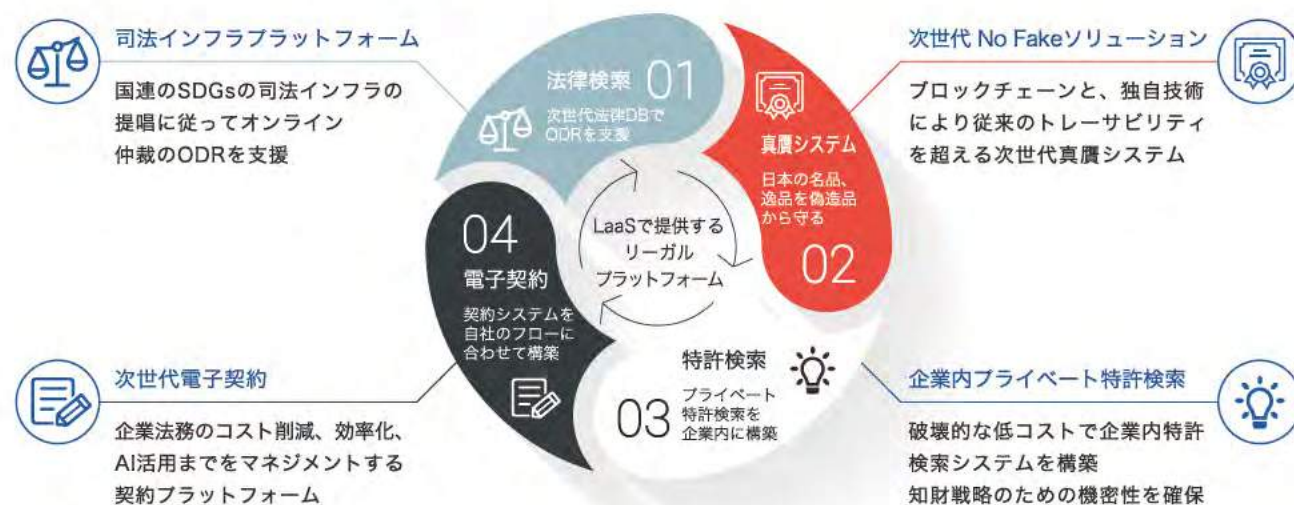 司法インフラプラットフォーム
国連のSDGsの司法インフラの
提唱に従ってオンライン
仲裁のODRを支援
法律検索 01
次世代法律DBで
ODRを支援
次世代 No Fakeソリューション
ブロックチェーンと、独自技術
により従来のトレーサビリティ
を超える次世代真贋システム
真贋システム
日本の名品、
逸品を偽造品
から守る
02
LaaSで提供する
リーガル
プラットフォーム
04
電子契約
契約システムを
自社のフローに
合わせて構築
特許検索
03
プライベート
特許検索を
企業内に構築
次世代電子契約
企業法務のコスト削減、効率化、
AI活用までをマネジメントする
契約プラットフォーム
企業内プライベート特許検索
破壊的な低コストで企業内特許
検索システムを構築
知財戦略のための機密性を確保